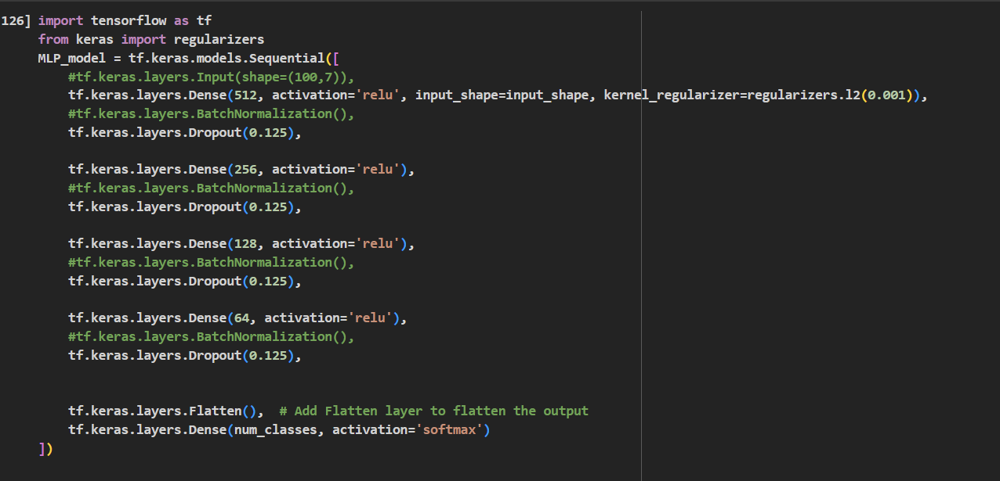 126] import tensorflow as tf
from keras import regularizers
MLP_model = tf.keras.models.Sequential([
    #tf.keras.layers.Input(shape=(100,7)),
    tf.keras.layers.Dense(512, activation='relu', input_shape=input_shape, kernel_regularizer=regularizers.l2(0.001)),
    #tf.keras.layers.BatchNormalization(),
    tf.keras.layers.Dropout(0.125),
    tf.keras.layers.Dense(256, activation='relu'),
    #tf.keras.layers.BatchNormalization(),
    tf.keras.layers.Dropout(0.125),
    tf.keras.layers.Dense(128, activation='relu'),
    #tf.keras.layers.BatchNormalization(),
    tf.keras.layers.Dropout(0.125),
    tf.keras.layers.Dense(64, activation='relu'),
    #tf.keras.layers.BatchNormalization(),
    tf.keras.layers.Dropout(0.125),
    tf.keras.layers.Flatten(),  # Add Flatten layer to flatten the output
    tf.keras.layers.Dense(num_classes, activation='softmax')
])